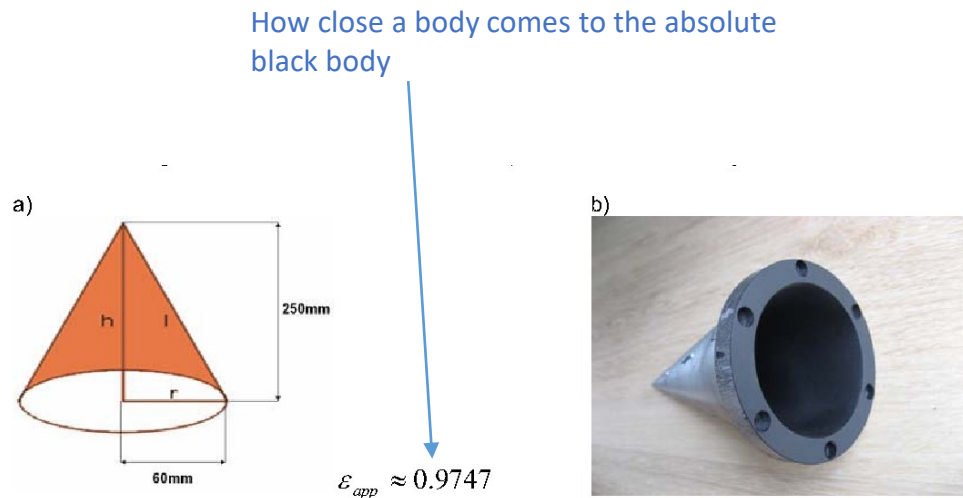 How close a body comes to the absolute
black body
a)
b)
h
l
250mm
r
60mm
ε_app ≈ 0.9747